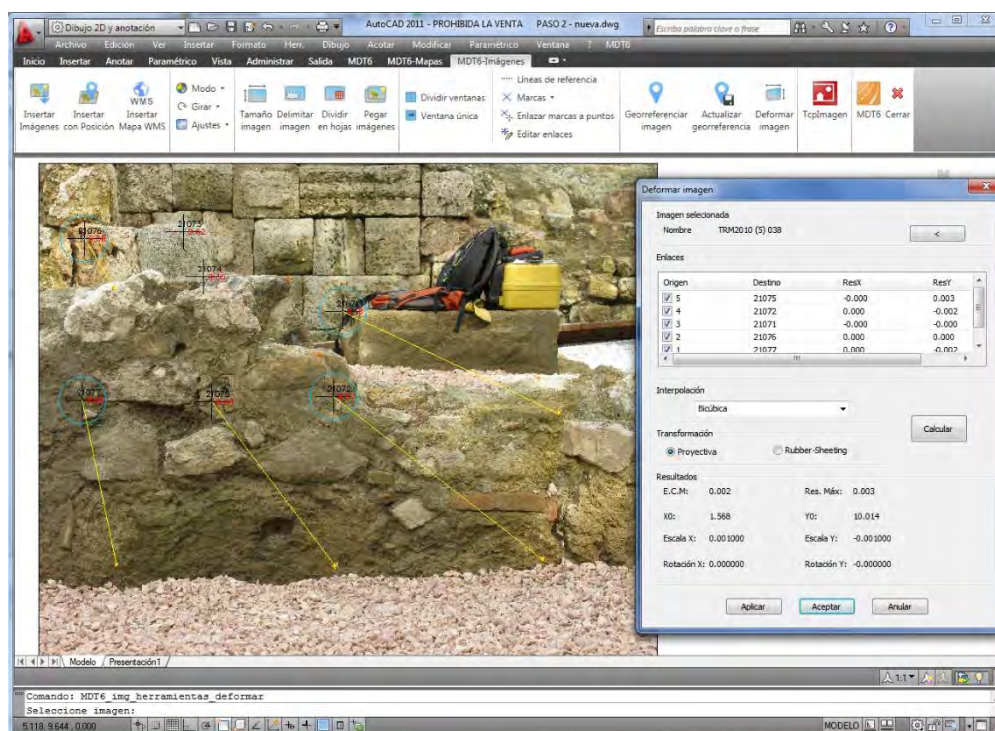 Dibujo 2D y anotación
AutoCAD 2011 - PROHIBIDA LA VENTA PASO 2 - nueva.dwg
Escriba palabra clave o frase
Archivo Edición Ver Insertar Formato Herr. Dibujo Acotar Modificar Paramétrico Ventana ? MDT6
Inicio Insertar Anotar Paramétrico Vista Administrar Salida MDT6 MDT6-Mapas MDT6-Imágenes
Insertar Imágenes
Insertar con Posición
WMS
Insertar Mapa WMS
Modo
Girar
Ajustes
Tamaño imagen
Delimitar imagen
Dividir en hojas
Pegar imágenes
Dividir ventanas
Ventana única
Líneas de referencia
Marcas
Enlazar marcas a puntos
Editar enlaces
Georreferenciar imagen
Actualizar georreferencia
Deformar imagen
TcpImagen
MDT6
Cerrar
21076
21073
21074
21072
21077
21075
Deformar imagen
Imagen selecionada
Nombre TRM2010 (5) 038
<
Enlaces
Origen Destino ResX ResY
5 21075 -0.000 0.003
4 21072 0.000 -0.002
3 21071 -0.000 -0.000
2 21076 0.000 0.000
1 21077 0.000 -0.002
Interpolación
Bicúbica
Calcular
Transformación
Proyectiva Rubber-Sheeting
Resultados
E.C.M: 0.002 Res. Máx: 0.003
X0: 1.568 Y0: 10.014
Escala X: 0.001000 Escala Y: -0.001000
Rotación X: 0.000000 Rotación Y: -0.000000
Aplicar Aceptar Anular
Modelo Presentación1
1:1
Comando: MDT6_img_herramientas_deformar
Seleccione imagen:
5.118, 9.644, 0.000
MODELO